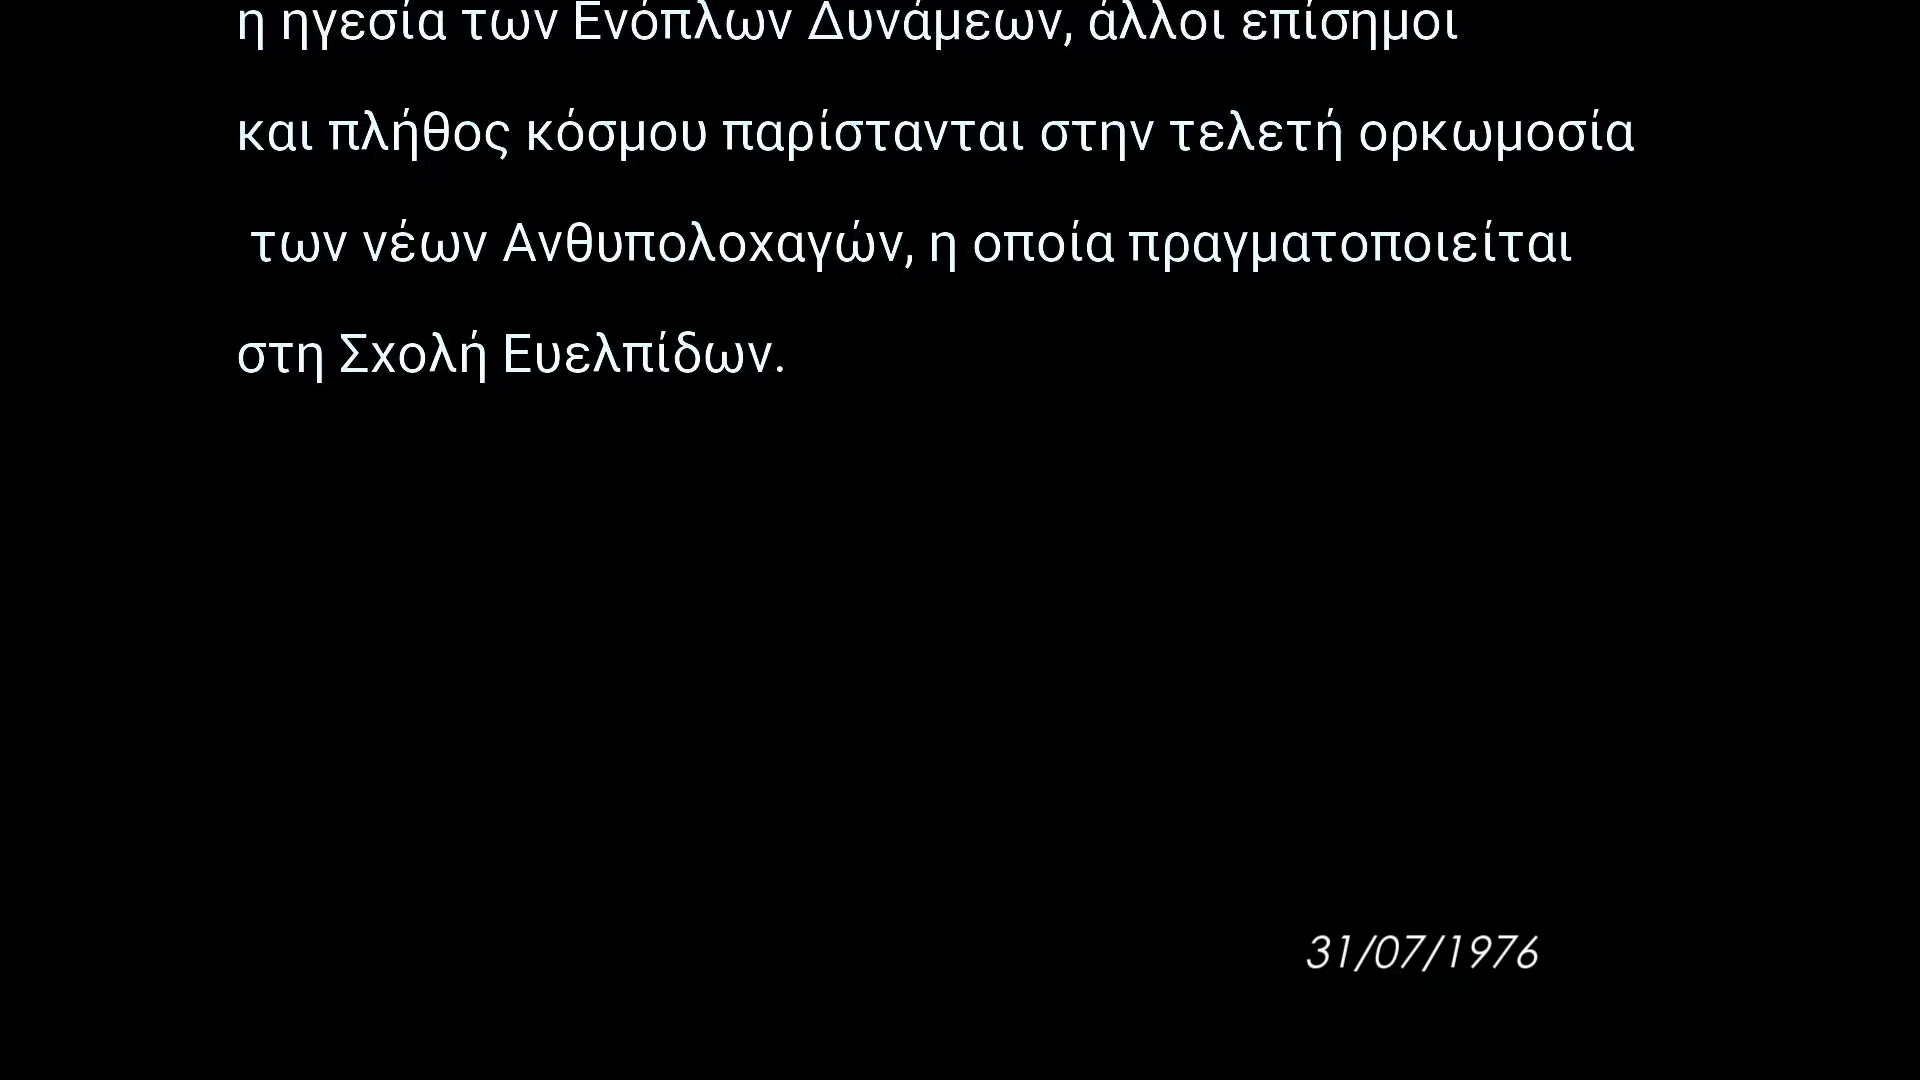 η ηγεσία των Ενόπλων Δυνάμεων, άλλοι επίσημοι
και πλήθος κόσμου παρίστανται στην τελετή ορκωμοσία
των νέων Ανθυπολοχαγών, η οποία πραγματοποιείται
στη Σχολή Ευελπίδων.
31/07/1976